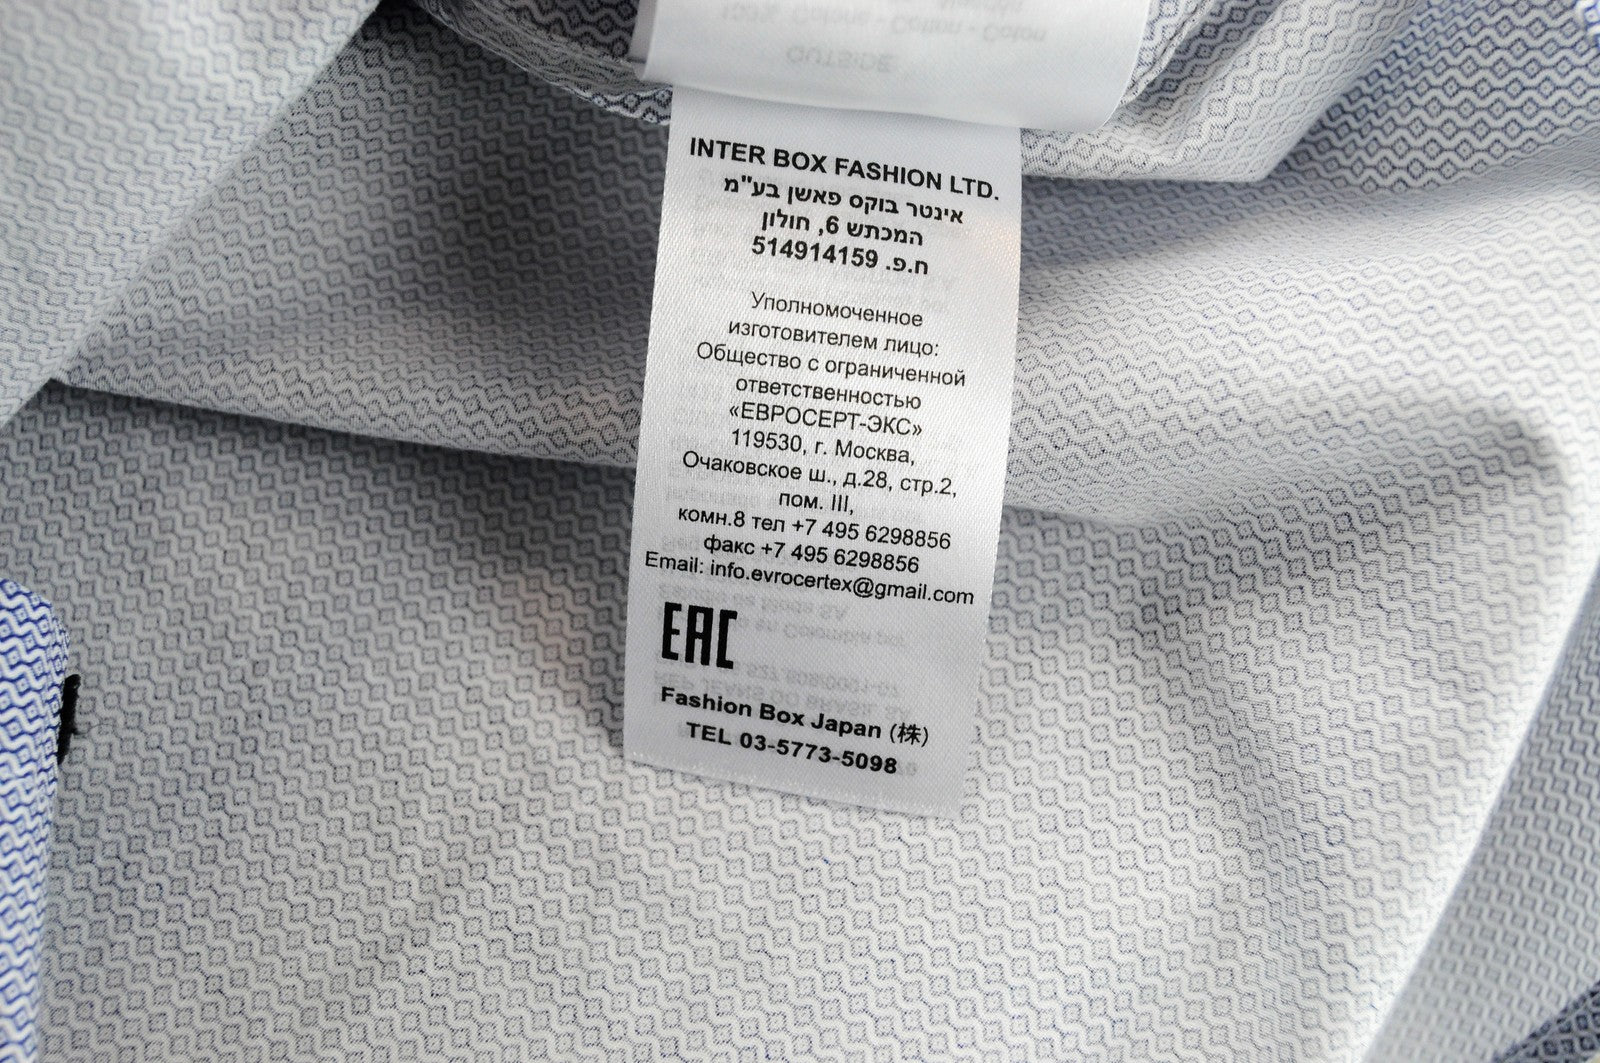 INTER BOX FASHION LTD.
אינטר בוקס פאשן בע"מ
המכתש 6, חולון
ח.פ. 514914159
Уполномоченное
изготовителем лицо:
Общество с ограниченной
ответственностью
«ЕВРОСЕРТ-ЭКС»
119530, г. Москва,
Очаковское ш., д.28, стр.2,
пом. III,
комн.8 тел +7 495 6298856
факс +7 495 6298856
Email: info.evrocertex@gmail.com
EAC
Fashion Box Japan (株)
TEL 03-5773-5098